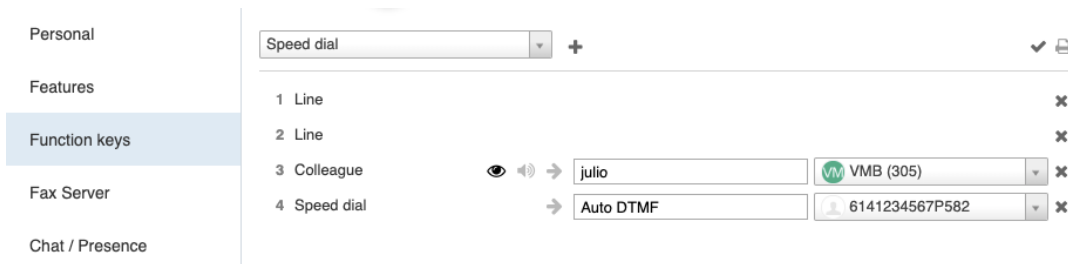 Personal
Features
Function keys
Fax Server
Chat / Presence
Speed dial
1 Line
2 Line
3 Colleague julio VM VMB (305)
4 Speed dial Auto DTMF 6141234567P582